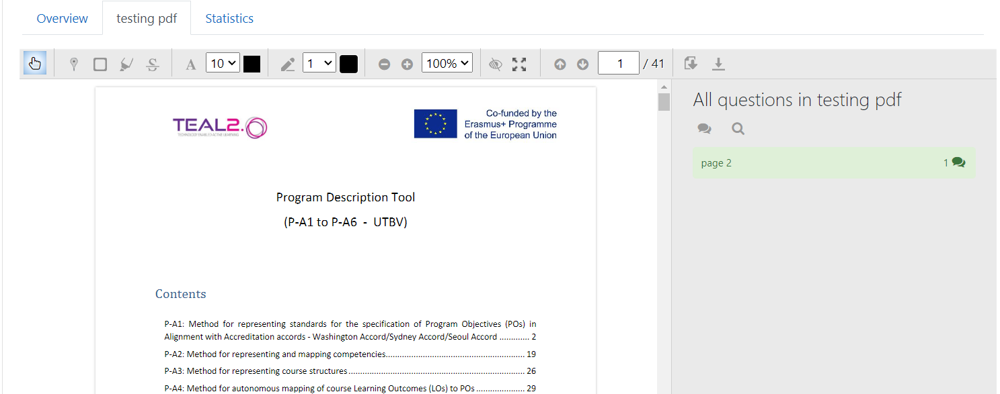 Overview testing pdf Statistics
10 1 100% 1 / 41
TEAL2.O
TECHNOLOGY ENABLED ACTIVE LEARNING
Co-funded by the
Erasmus+ Programme
of the European Union
Program Description Tool
(P-A1 to P-A6 - UTBV)
Contents
P-A1: Method for representing standards for the specification of Program Objectives (POs) in
Alignment with Accreditation accords - Washington Accord/Sydney Accord/Seoul Accord ............. 2
P-A2: Method for representing and mapping competencies.............................................................. 19
P-A3: Method for representing course structures ............................................................................... 26
P-A4: Method for autonomous mapping of course Learning Outcomes (LOs) to POs ...................... 29
All questions in testing pdf
page 2 1